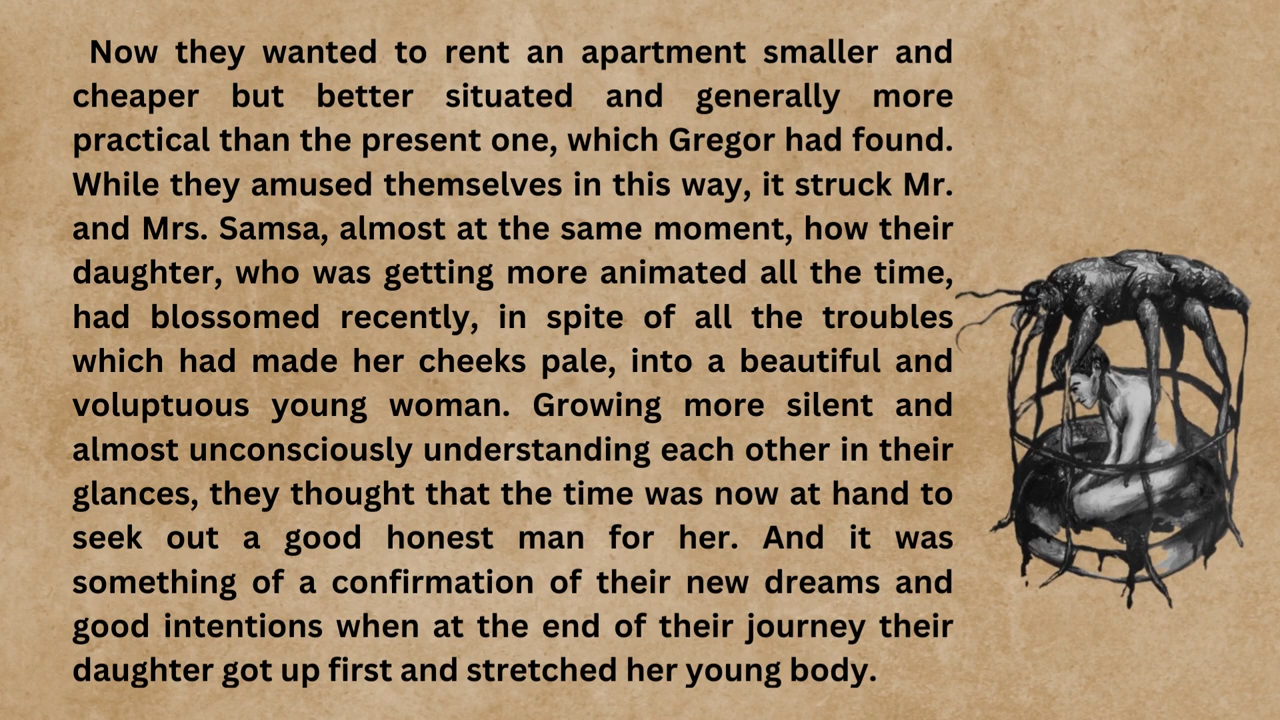 Now they wanted to rent an apartment smaller and
cheaper but better situated and generally more
practical than the present one, which Gregor had found.
While they amused themselves in this way, it struck Mr.
and Mrs. Samsa, almost at the same moment, how their
daughter, who was getting more animated all the time,
had blossomed recently, in spite of all the troubles
which had made her cheeks pale, into a beautiful and
voluptuous young woman. Growing more silent and
almost unconsciously understanding each other in their
glances, they thought that the time was now at hand to
seek out a good honest man for her. And it was
something of a confirmation of their new dreams and
good intentions when at the end of their journey their
daughter got up first and stretched her young body.